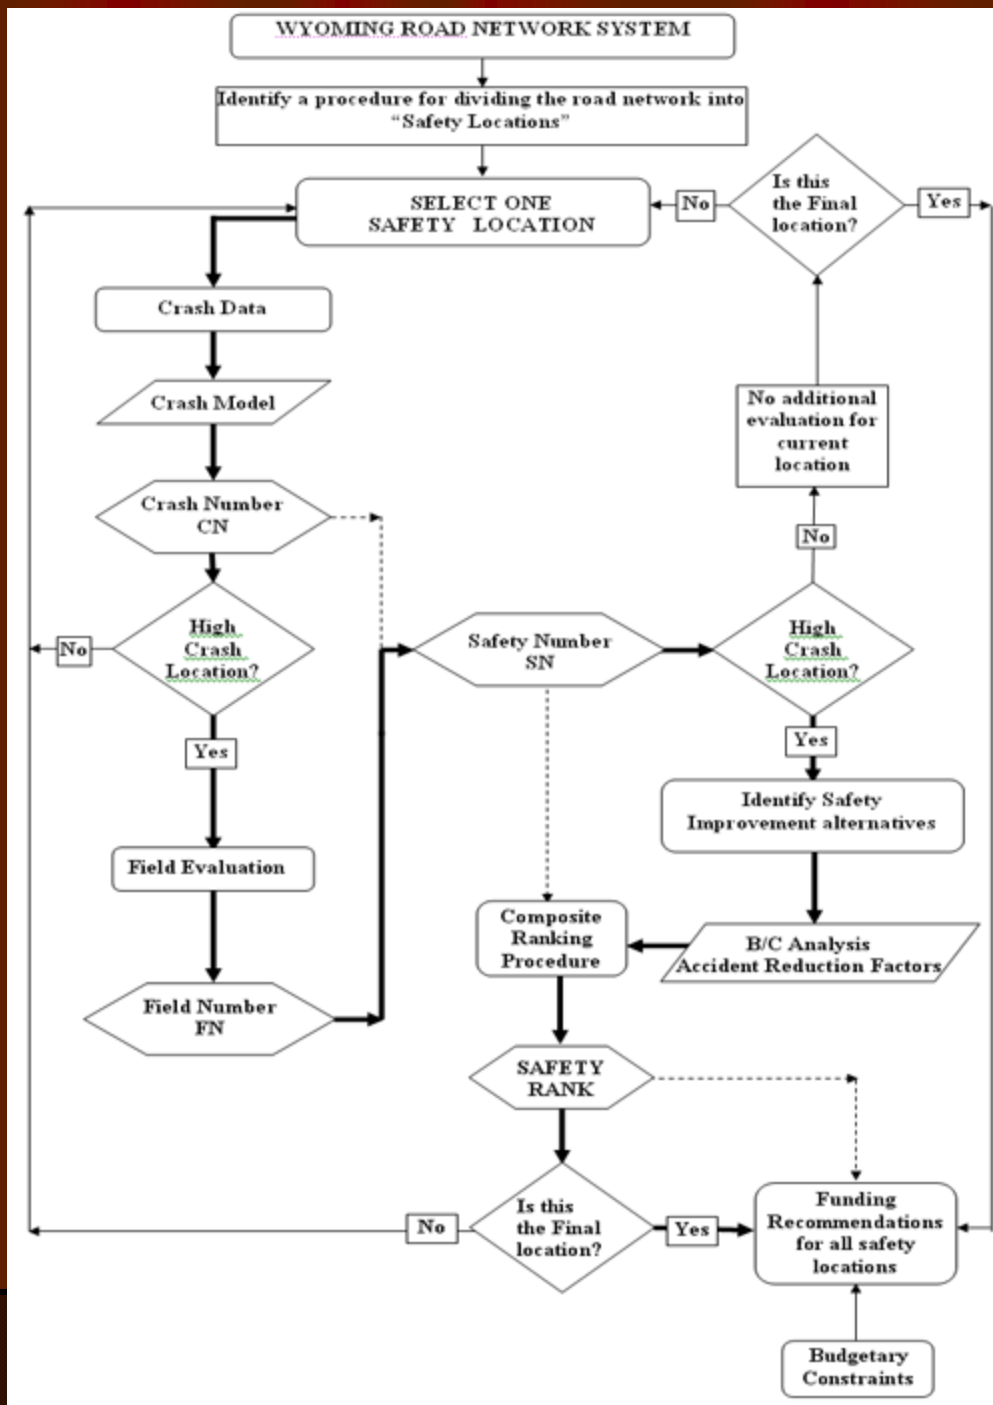 WYOMING ROAD NETWORK SYSTEM
Identify a procedure for dividing the road network into
“Safety Locations”
SELECT ONE
SAFETY LOCATION
No
Is this
the Final
location?
Yes
Crash Data
Crash Model
No additional
evaluation for
current
location
Crash Number
CN
No
High
Crash
Location?
No
Safety Number
SN
High
Crash
Location?
Yes
Yes
Identify Safety
Improvement alternatives
Field Evaluation
Composite
Ranking
Procedure
B/C Analysis
Accident Reduction Factors
Field Number
FN
SAFETY
RANK
No
Is this
the Final
location?
Yes
Funding
Recommendations
for all safety
locations
Budgetary
Constraints